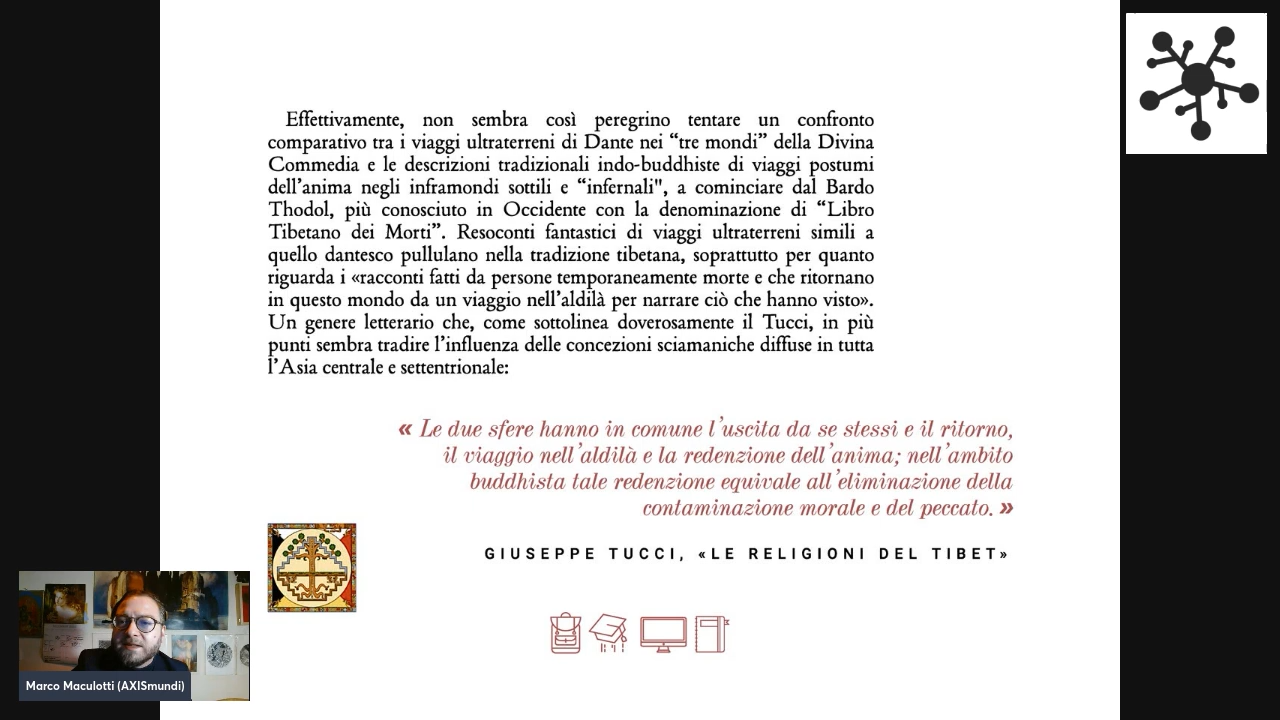 Effettivamente, non sembra così peregrino tentare un confronto
comparativo tra i viaggi ultraterreni di Dante nei “tre mondi” della Divina
Commedia e le descrizioni tradizionali indo-buddhiste di viaggi postumi
dell’anima negli inframondi sottili e “infernali", a cominciare dal Bardo
Thodol, più conosciuto in Occidente con la denominazione di “Libro
Tibetano dei Morti”. Resoconti fantastici di viaggi ultraterreni simili a
quello dantesco pullulano nella tradizione tibetana, soprattutto per quanto
riguarda i «racconti fatti da persone temporaneamente morte e che ritornano
in questo mondo da un viaggio nell’aldilà per narrare ciò che hanno visto».
Un genere letterario che, come sottolinea doverosamente il Tucci, in più
punti sembra tradire l’influenza delle concezioni sciamaniche diffuse in tutta
l’Asia centrale e settentrionale:
« Le due sfere hanno in comune l’uscita da se stessi e il ritorno,
il viaggio nell’aldilà e la redenzione dell’anima; nell’ambito
buddhista tale redenzione equivale all’eliminazione della
contaminazione morale e del peccato. »
GIUSEPPE TUCCI, «LE RELIGIONI DEL TIBET»
Marco Maculotti (AXISmundi)